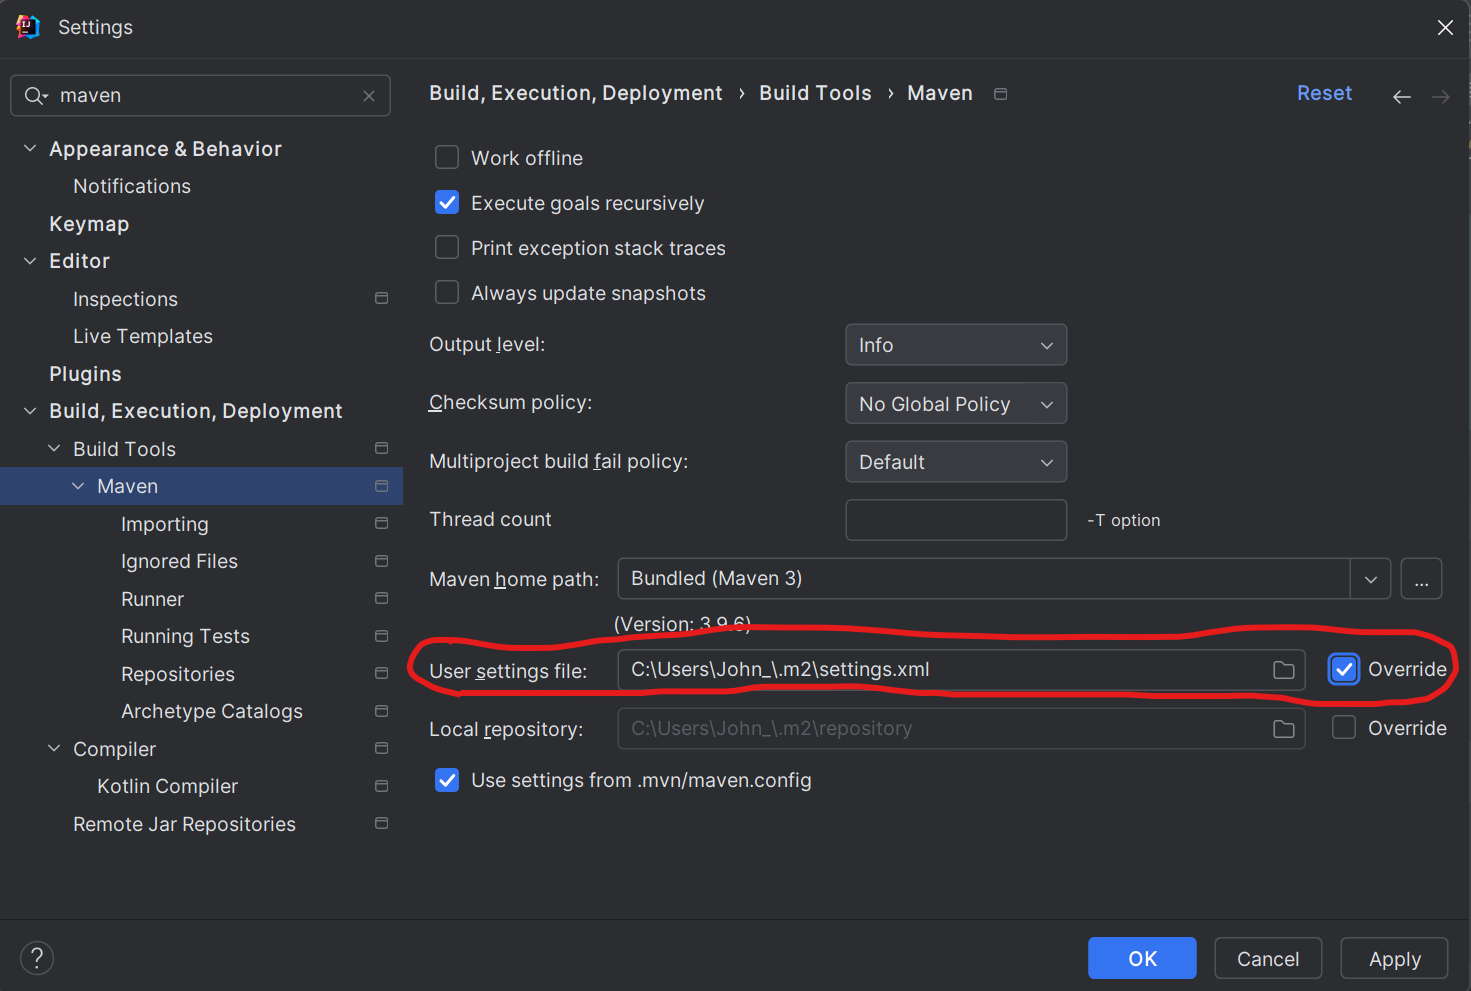 Settings
maven
Appearance & Behavior
Notifications
Keymap
Editor
Inspections
Live Templates
Plugins
Build, Execution, Deployment
Build Tools
Maven
Importing
Ignored Files
Runner
Running Tests
Repositories
Archetype Catalogs
Compiler
Kotlin Compiler
Remote Jar Repositories
Build, Execution, Deployment › Build Tools › Maven
Reset
Work offline
Execute goals recursively
Print exception stack traces
Always update snapshots
Output level: Info
Checksum policy: No Global Policy
Multiproject build fail policy: Default
Thread count -T option
Maven home path: Bundled (Maven 3) ...
(Version: 3.9.6)
User settings file: C:\Users\John_\.m2\settings.xml Override
Local repository: C:\Users\John_\.m2\repository Override
Use settings from .mvn/maven.config
? OK Cancel Apply